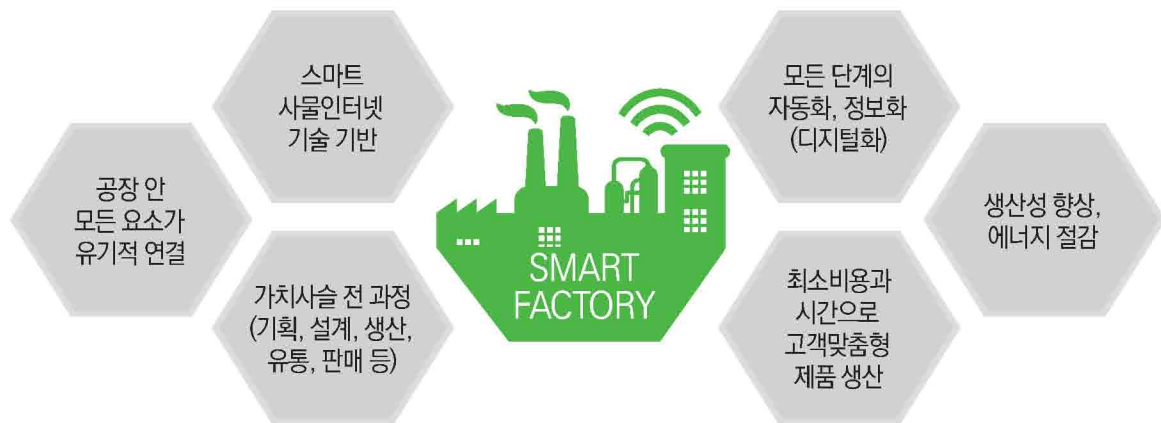 공장 안
모든 요소가
유기적 연결
스마트
사물인터넷
기술 기반
가치사슬 전 과정
(기획, 설계, 생산,
유통, 판매 등)
SMART
FACTORY
모든 단계의
자동화, 정보화
(디지털화)
최소비용과
시간으로
고객맞춤형
제품 생산
생산성 향상,
에너지 절감